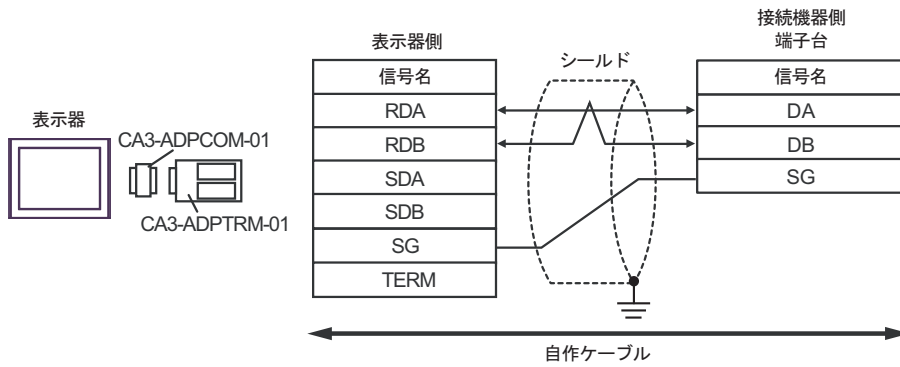 表示器
CA3-ADPCOM-01
CA3-ADPTRM-01
表示器側
信号名
RDA
RDB
SDA
SDB
SG
TERM
シールド
接続機器側
端子台
信号名
DA
DB
SG
自作ケーブル